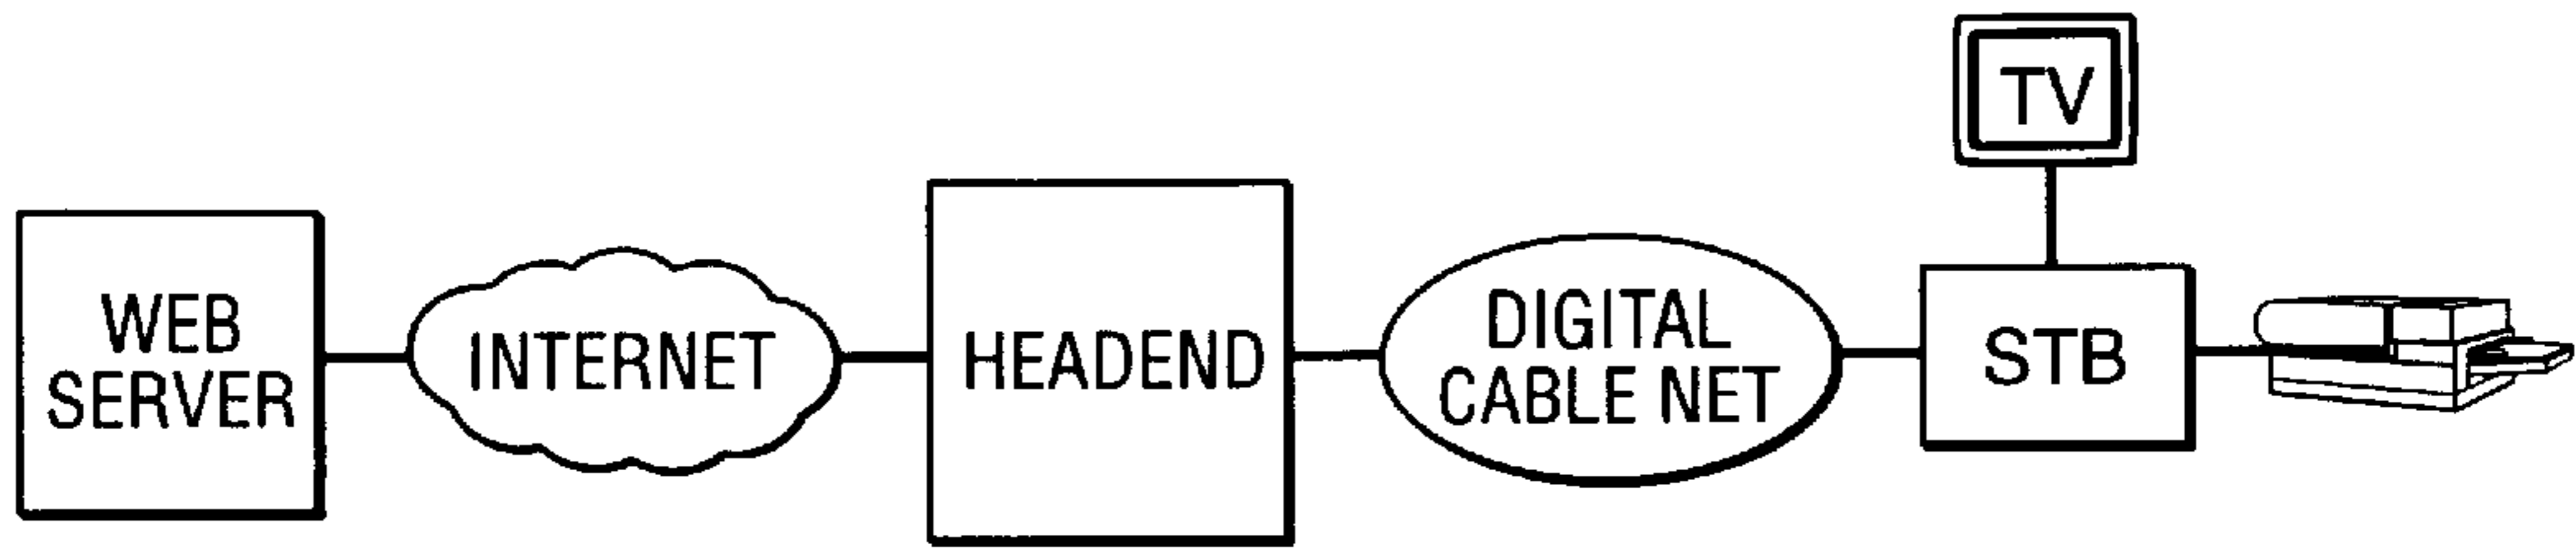 TV
WEB
SERVER
INTERNET
HEADEND
DIGITAL
CABLE NET
STB